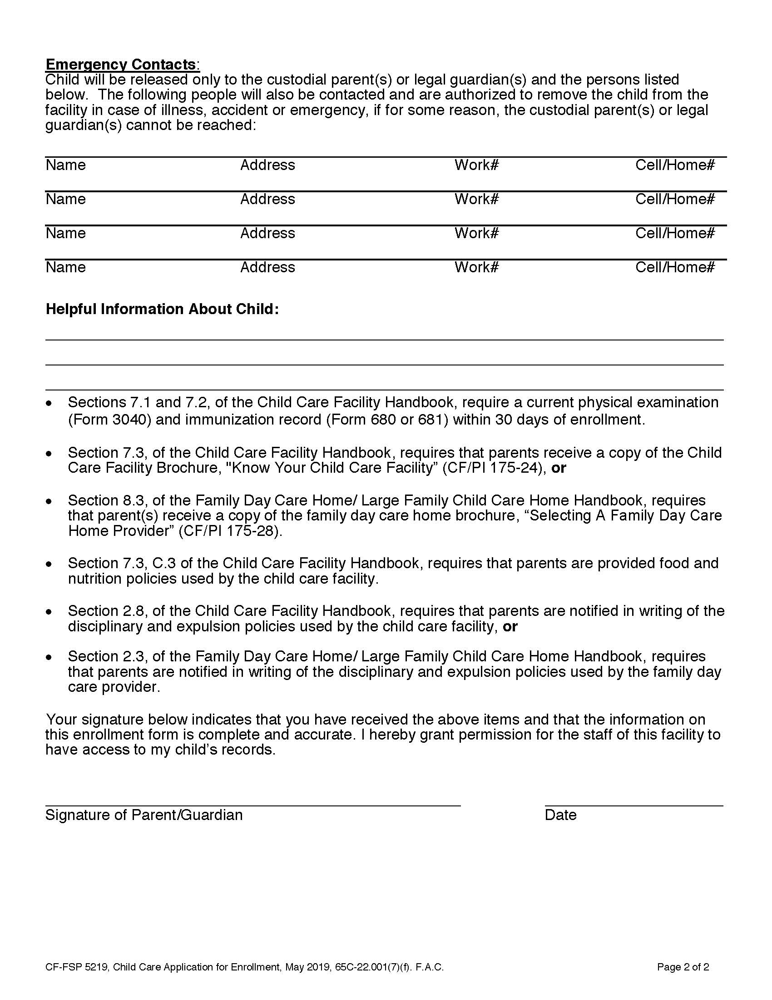 Emergency Contacts:
Child will be released only to the custodial parent(s) or legal guardian(s) and the persons listed
below.  The following people will also be contacted and are authorized to remove the child from the
facility in case of illness, accident or emergency, if for some reason, the custodial parent(s) or legal
guardian(s) cannot be reached:
Name Address Work# Cell/Home#
Name Address Work# Cell/Home#
Name Address Work# Cell/Home#
Name Address Work# Cell/Home#
Helpful Information About Child:
• Sections 7.1 and 7.2, of the Child Care Facility Handbook, require a current physical examination
(Form 3040) and immunization record (Form 680 or 681) within 30 days of enrollment.
• Section 7.3, of the Child Care Facility Handbook, requires that parents receive a copy of the Child
Care Facility Brochure, "Know Your Child Care Facility” (CF/PI 175-24), or
• Section 8.3, of the Family Day Care Home/ Large Family Child Care Home Handbook, requires
that parent(s) receive a copy of the family day care home brochure, “Selecting A Family Day Care
Home Provider” (CF/PI 175-28).
• Section 7.3, C.3 of the Child Care Facility Handbook, requires that parents are provided food and
nutrition policies used by the child care facility.
• Section 2.8, of the Child Care Facility Handbook, requires that parents are notified in writing of the
disciplinary and expulsion policies used by the child care facility, or
• Section 2.3, of the Family Day Care Home/ Large Family Child Care Home Handbook, requires
that parents are notified in writing of the disciplinary and expulsion policies used by the family day
care provider.
Your signature below indicates that you have received the above items and that the information on
this enrollment form is complete and accurate. I hereby grant permission for the staff of this facility to
have access to my child’s records.
Signature of Parent/Guardian Date
CF-FSP 5219, Child Care Application for Enrollment, May 2019, 65C-22.001(7)(f). F.A.C. Page 2 of 2